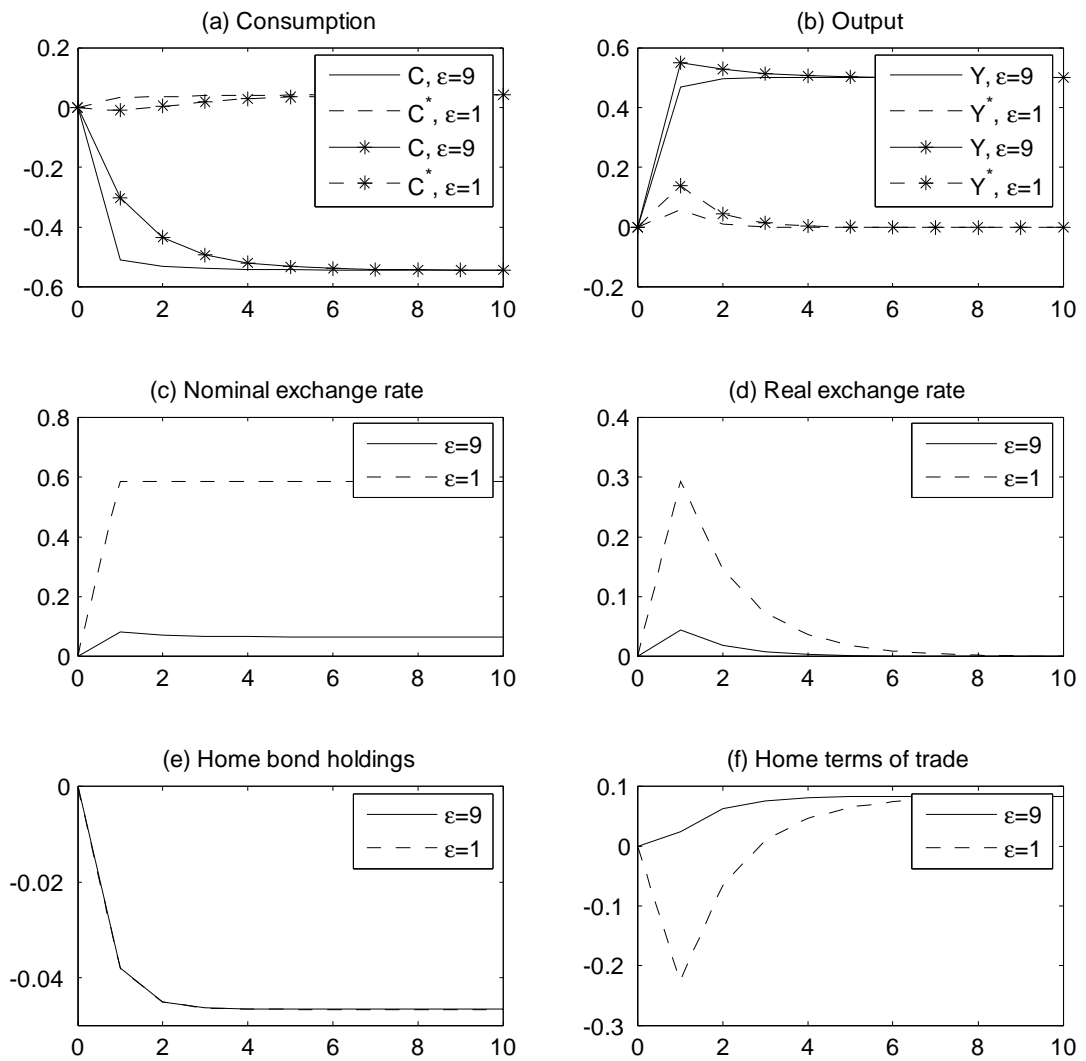 (a) Consumption
0.2
0
-0.2
-0.4
-0.6
0 2 4 6 8 10
C, ε=9
C*, ε=1
C, ε=9
C*, ε=1
(b) Output
0.6
0.4
0.2
0
-0.2
0 2 4 6 8 10
Y, ε=9
Y*, ε=1
Y, ε=9
Y*, ε=1
(c) Nominal exchange rate
0.8
0.6
0.4
0.2
0
0 2 4 6 8 10
ε=9
ε=1
(d) Real exchange rate
0.4
0.3
0.2
0.1
0
0 2 4 6 8 10
ε=9
ε=1
(e) Home bond holdings
0
-0.02
-0.04
0 2 4 6 8 10
ε=9
ε=1
(f) Home terms of trade
0.1
0
-0.1
-0.2
-0.3
0 2 4 6 8 10
ε=9
ε=1